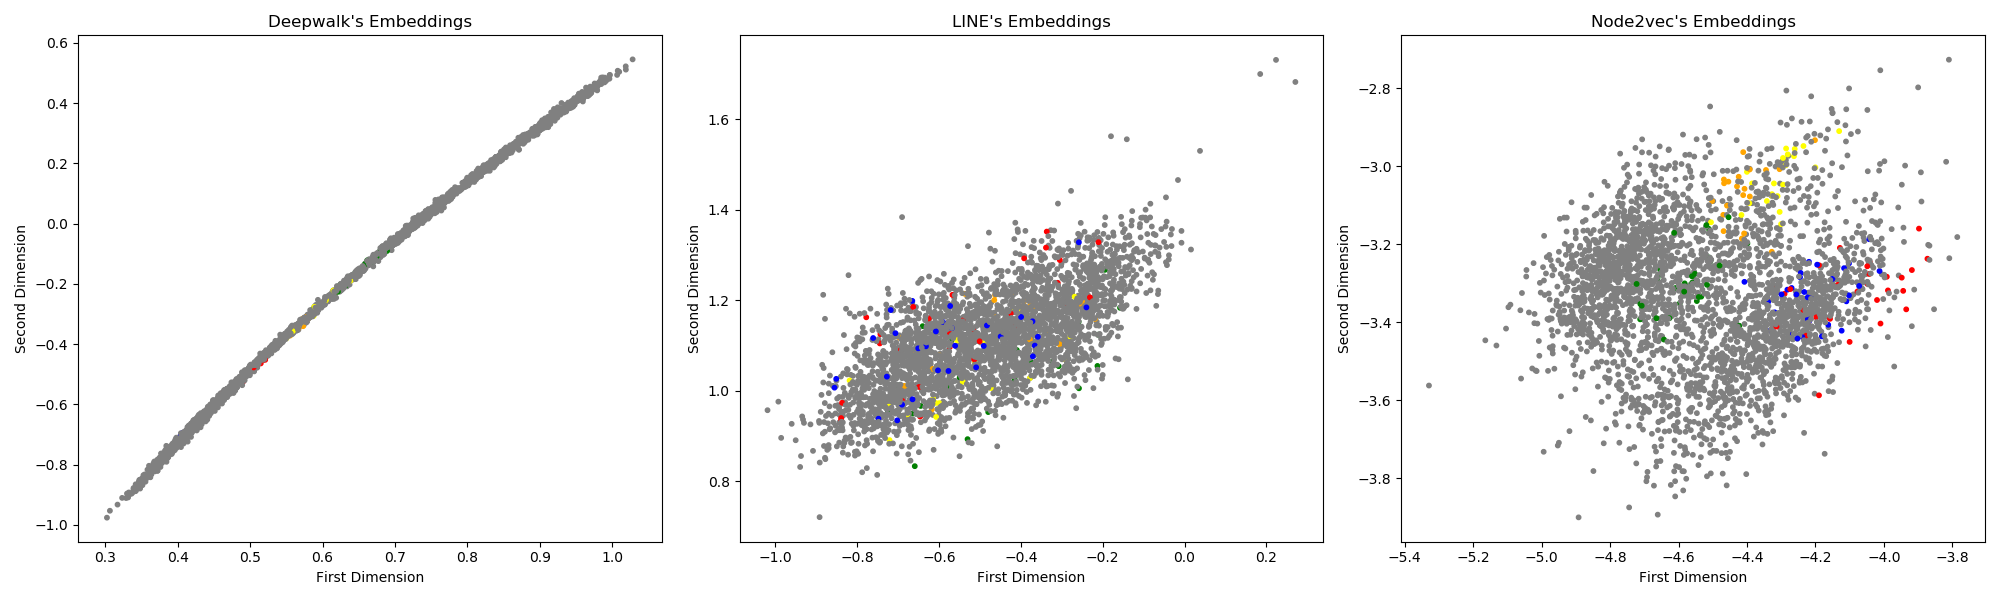 Deepwalk's Embeddings
Second Dimension
0.6
0.4
0.2
0.0
−0.2
−0.4
−0.6
−0.8
−1.0
0.3 0.4 0.5 0.6 0.7 0.8 0.9 1.0
First Dimension
LINE's Embeddings
Second Dimension
1.6
1.4
1.2
1.0
0.8
−1.0 −0.8 −0.6 −0.4 −0.2 0.0 0.2
First Dimension
Node2vec's Embeddings
Second Dimension
−2.8
−3.0
−3.2
−3.4
−3.6
−3.8
−5.4 −5.2 −5.0 −4.8 −4.6 −4.4 −4.2 −4.0 −3.8
First Dimension